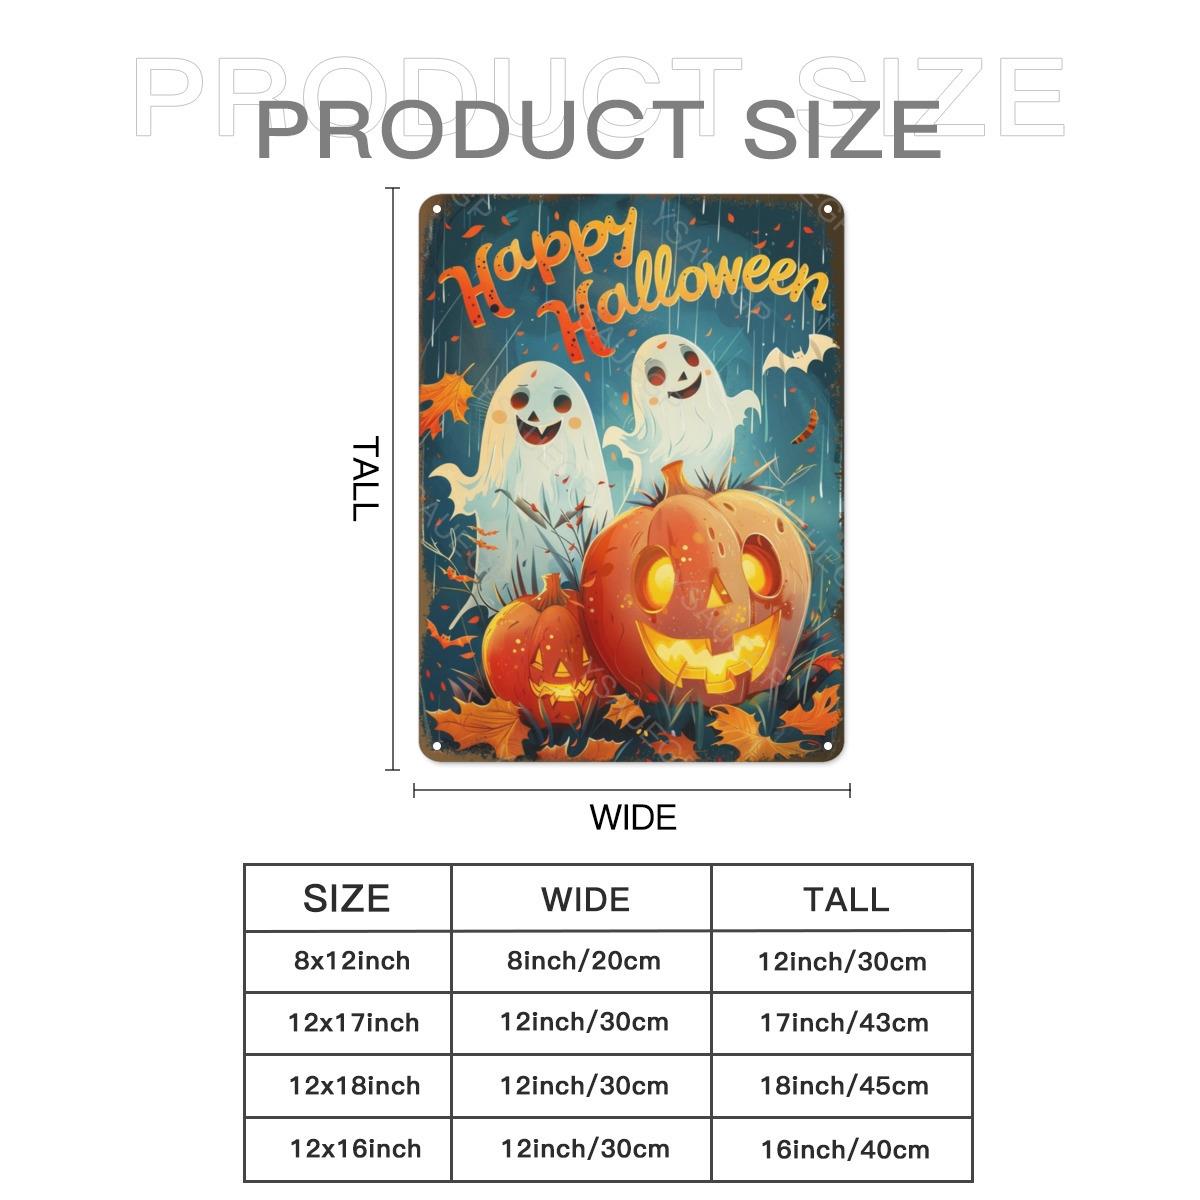 PRODUCT SIZE
PRODUCT SIZE
Happy
Halloween
TALL
WIDE
SIZE WIDE TALL
8x12inch 8inch/20cm 12inch/30cm
12x17inch 12inch/30cm 17inch/43cm
12x18inch 12inch/30cm 18inch/45cm
12x16inch 12inch/30cm 16inch/40cm